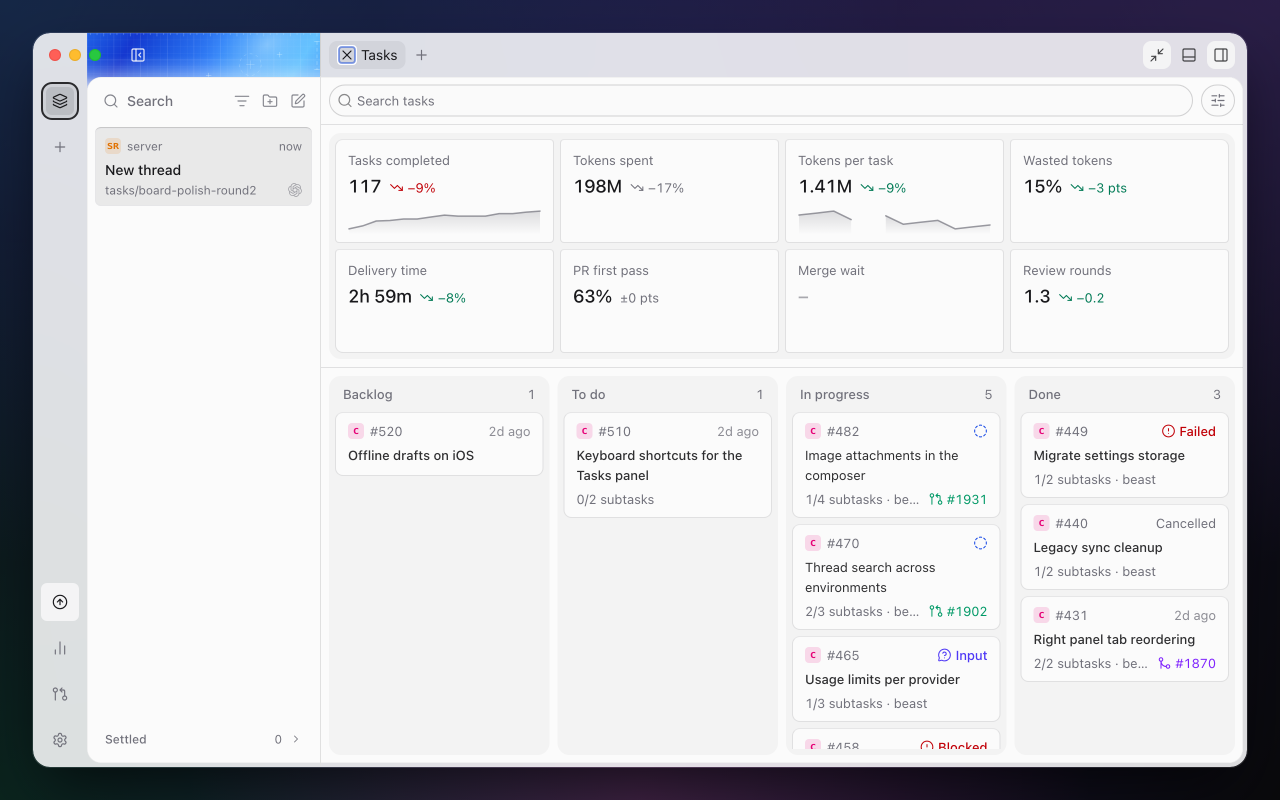 Tasks
Search
SR server now
New thread
tasks/board-polish-round2
Settled 0
Search tasks
Tasks completed
117 −9%
Tokens spent
198M −17%
Tokens per task
1.41M −9%
Wasted tokens
15% −3 pts
Delivery time
2h 59m −8%
PR first pass
63% ±0 pts
Merge wait
–
Review rounds
1.3 −0.2
Backlog 1
C #520 2d ago
Offline drafts on iOS
To do 1
C #510 2d ago
Keyboard shortcuts for the
Tasks panel
0/2 subtasks
In progress 5
C #482
Image attachments in the
composer
1/4 subtasks · be... #1931
C #470
Thread search across
environments
2/3 subtasks · be... #1902
C #465 Input
Usage limits per provider
1/3 subtasks · beast
#458 Blocked
Done 3
C #449 Failed
Migrate settings storage
1/2 subtasks · beast
C #440 Cancelled
Legacy sync cleanup
1/2 subtasks · beast
C #431 2d ago
Right panel tab reordering
2/2 subtasks · be... #1870